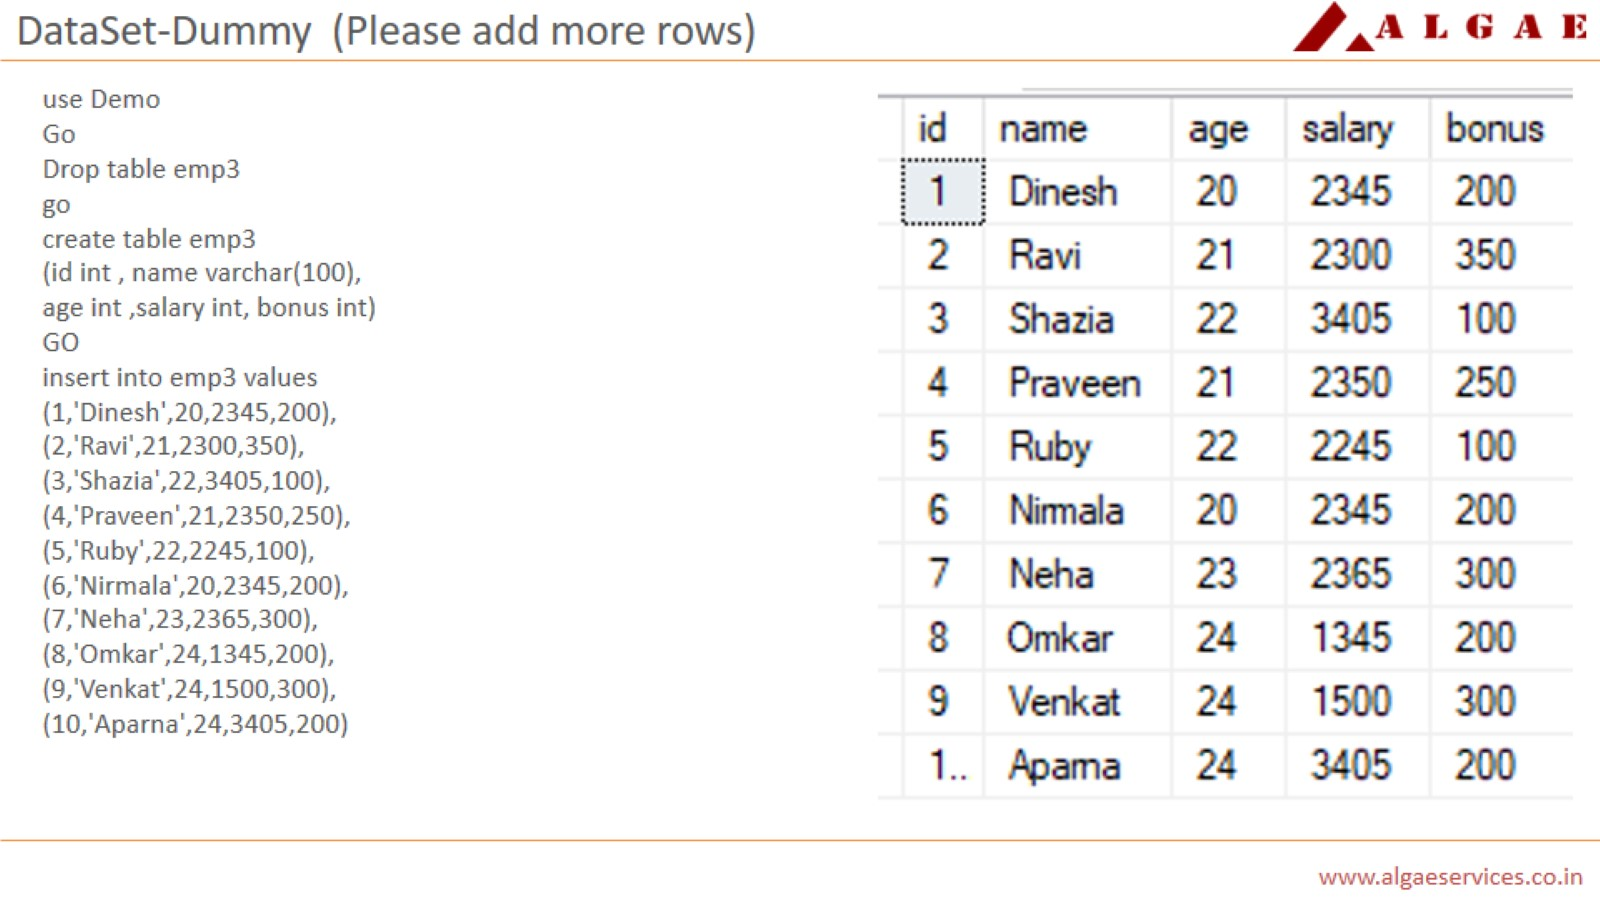 DataSet-Dummy (Please add more rows)
ALGAE
use Demo
Go
Drop table emp3
go
create table emp3
(id int , name varchar(100),
age int ,salary int, bonus int)
GO
insert into emp3 values
(1,'Dinesh',20,2345,200),
(2,'Ravi',21,2300,350),
(3,'Shazia',22,3405,100),
(4,'Praveen',21,2350,250),
(5,'Ruby',22,2245,100),
(6,'Nirmala',20,2345,200),
(7,'Neha',23,2365,300),
(8,'Omkar',24,1345,200),
(9,'Venkat',24,1500,300),
(10,'Aparna',24,3405,200)
id name age salary bonus
1 Dinesh 20 2345 200
2 Ravi 21 2300 350
3 Shazia 22 3405 100
4 Praveen 21 2350 250
5 Ruby 22 2245 100
6 Nirmala 20 2345 200
7 Neha 23 2365 300
8 Omkar 24 1345 200
9 Venkat 24 1500 300
1.. Aparna 24 3405 200
www.algaeservices.co.in